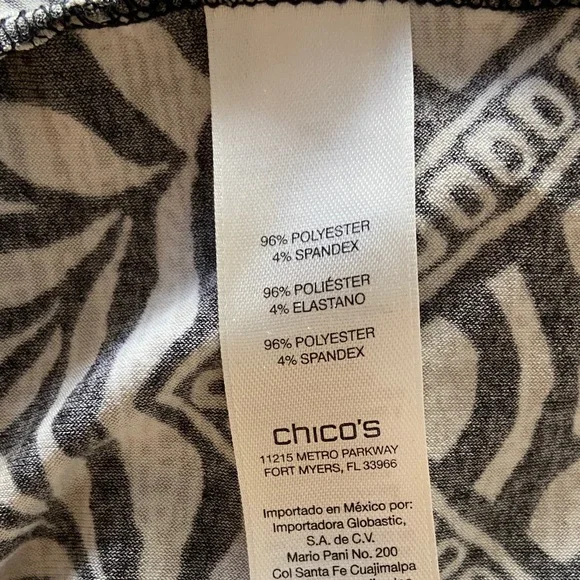 96% POLYESTER
4% SPANDEX
96% POLIÉSTER
4% ELASTANO
96% POLYESTER
4% SPANDEX
chico's
11215 METRO PARKWAY
FORT MYERS, FL 33966
Importado en México por:
Importadora Globastic,
S.A. de C.V.
Mario Pani No. 200
Col Santa Fe Cuajimalpa